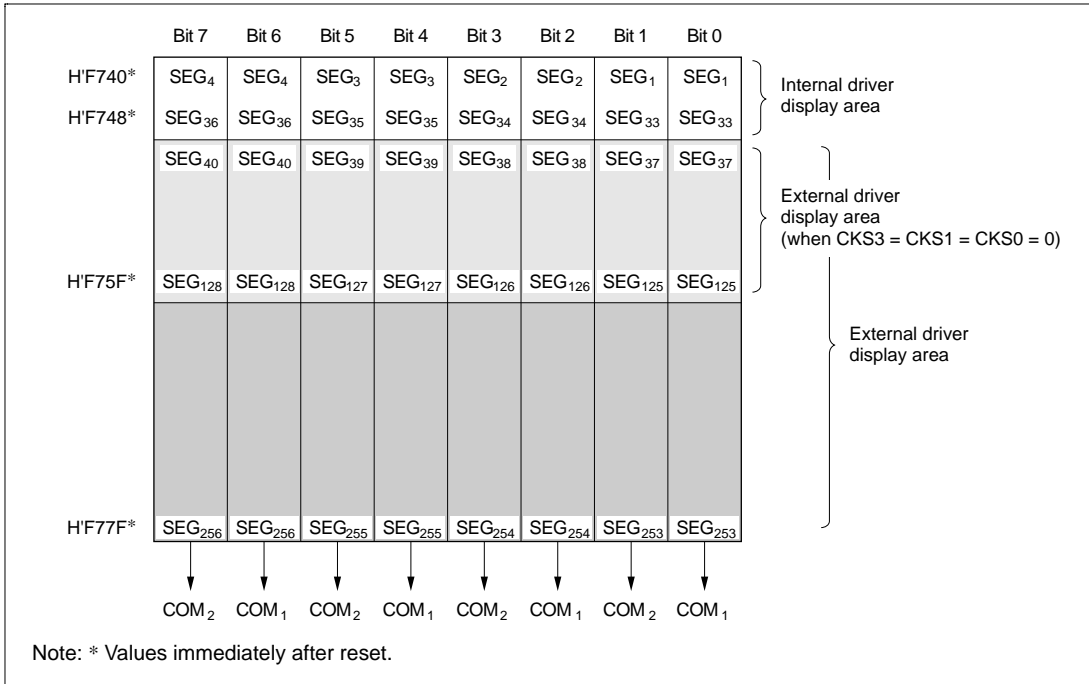 Bit 7 Bit 6 Bit 5 Bit 4 Bit 3 Bit 2 Bit 1 Bit 0
H'F740* SEG4 SEG4 SEG3 SEG3 SEG2 SEG2 SEG1 SEG1
H'F748* SEG36 SEG36 SEG35 SEG35 SEG34 SEG34 SEG33 SEG33
Internal driver
display area
SEG40 SEG40 SEG39 SEG39 SEG38 SEG38 SEG37 SEG37
External driver
display area
(when CKS3 = CKS1 = CKS0 = 0)
H'F75F* SEG128 SEG128 SEG127 SEG127 SEG126 SEG126 SEG125 SEG125
External driver
display area
H'F77F* SEG256 SEG256 SEG255 SEG255 SEG254 SEG254 SEG253 SEG253
COM2 COM1 COM2 COM1 COM2 COM1 COM2 COM1
Note: * Values immediately after reset.